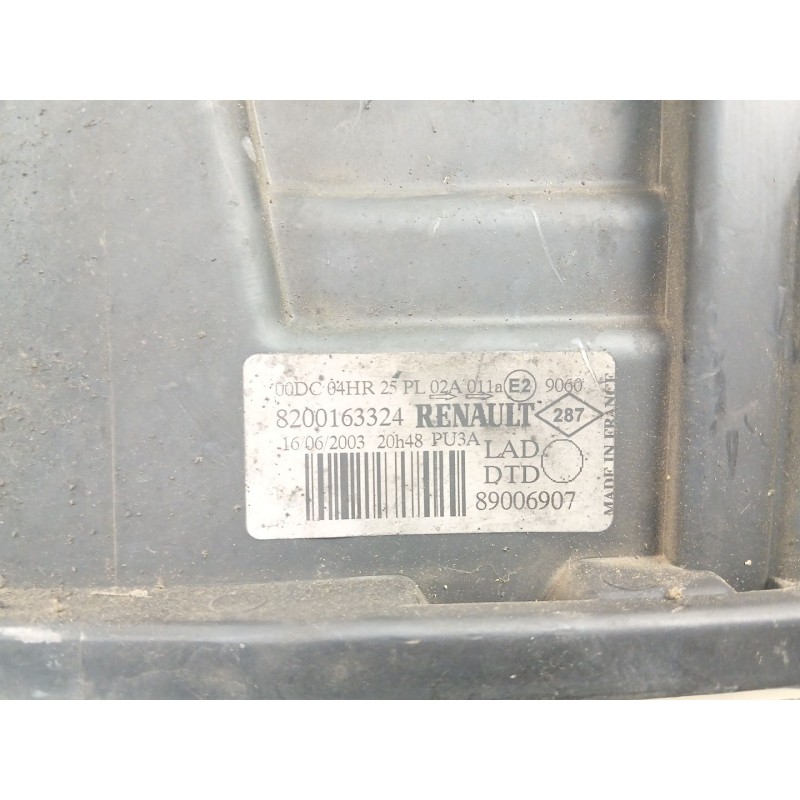 00DC 04HR 25 PL 02A 011a E2 9060
8200163324 RENAULT 287
16/06/2003 20h48 PU3A
LAD
DTD
89006907
MADE IN FRANCE